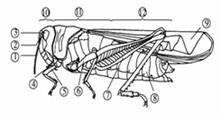 ⑩ ⑪ ⑫
⑨
③
②
①
④ ⑤ ⑥ ⑦ ⑧